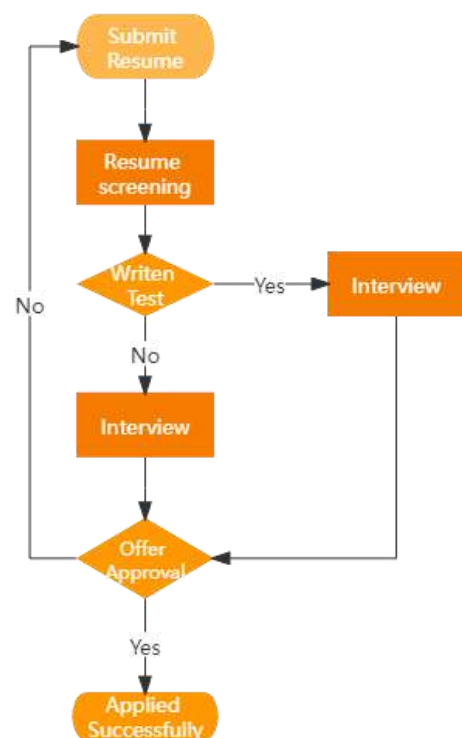 Submit
Resume
Resume
screening
Writen
Test
Yes
Interview
No
No
Interview
Offer
Approval
Yes
Applied
Successfully